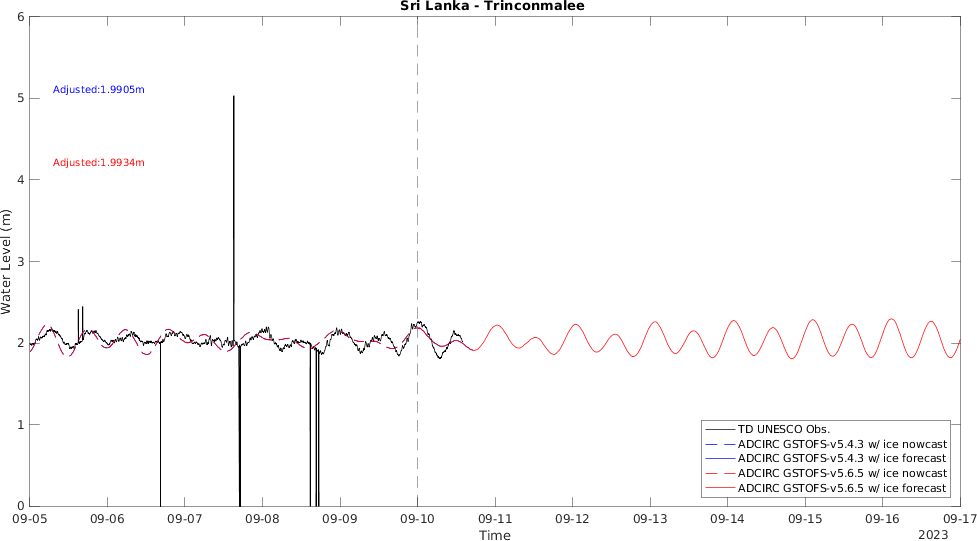 Sri Lanka - Trinconmalee
6
5
4
3
2
1
0
Water Level (m)
Adjusted:1.9905m
Adjusted:1.9934m
TD UNESCO Obs.
ADCIRC GSTOFS-v5.4.3 w/ ice nowcast
ADCIRC GSTOFS-v5.4.3 w/ ice forecast
ADCIRC GSTOFS-v5.6.5 w/ ice nowcast
ADCIRC GSTOFS-v5.6.5 w/ ice forecast
09-05 09-06 09-07 09-08 09-09 09-10 09-11 09-12 09-13 09-14 09-15 09-16 09-17
Time
2023